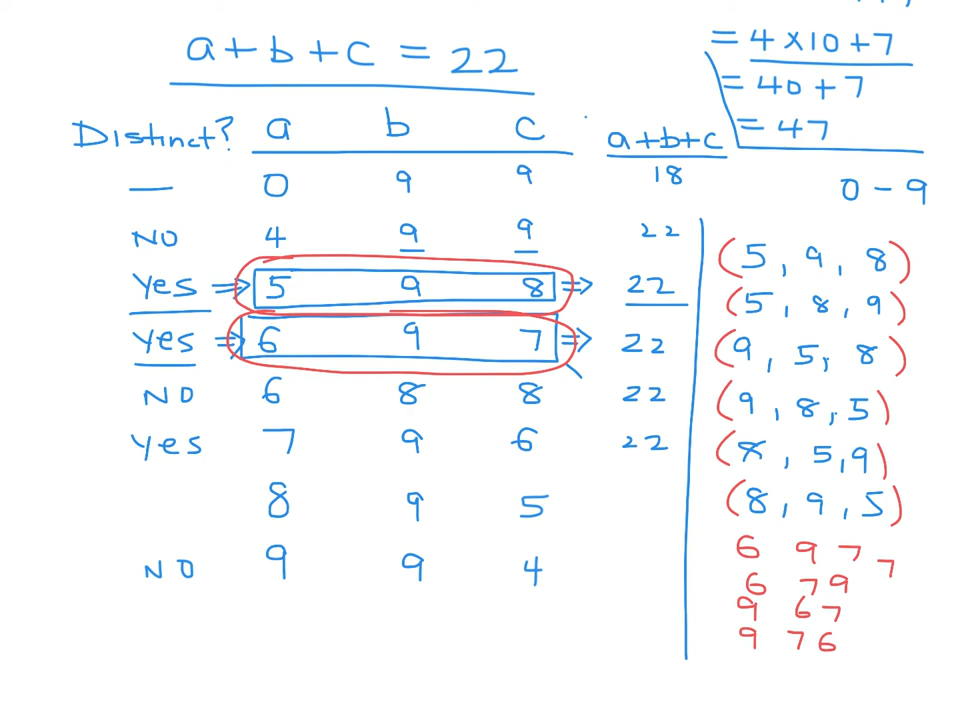 a+b+c = 22
= 4 x 10 + 7
= 40 + 7
= 47
Distinct? a b c a+b+c
— 0 9 9 18
0 - 9
NO 4 9 9 22
Yes => 5 9 8 => 22
Yes => 6 9 7 => 22
NO 6 8 8 22
Yes 7 9 6 22
8 9 5
NO 9 9 4
(5, 9, 8)
(5, 8, 9)
(9, 5, 8)
(9, 8, 5)
(8, 5, 9)
(8, 9, 5)
6 9 7 7
6 7 9
9 6 7
9 7 6